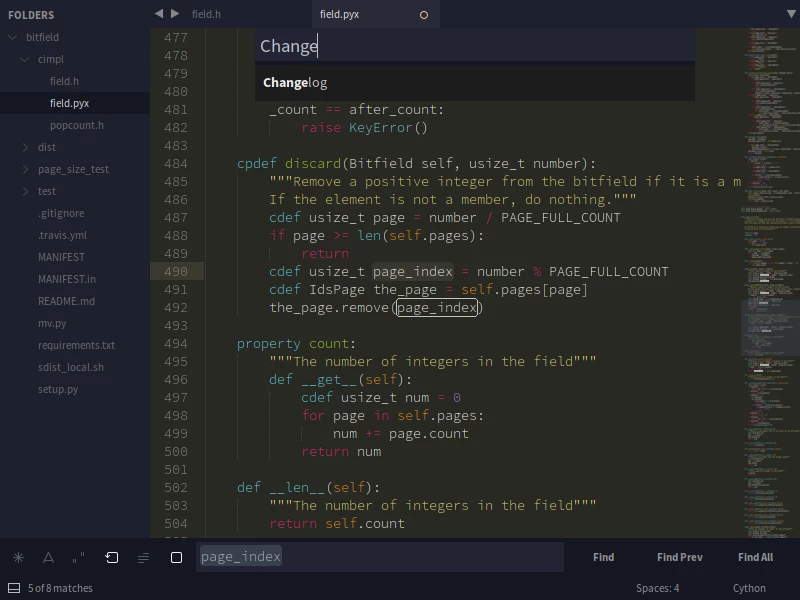 FOLDERS
bitfield
cimpl
field.h
field.pyx
popcount.h
dist
page_size_test
test
.gitignore
.travis.yml
MANIFEST
MANIFEST.in
README.md
mv.py
requirements.txt
sdist_local.sh
setup.py
field.h
field.pyx
Change
Changelog
477
478
479
480
481 _count == after_count:
482 raise KeyError()
483
484 cpdef discard(Bitfield self, usize_t number):
485 """Remove a positive integer from the bitfield if it is a m
486 If the element is not a member, do nothing."""
487 cdef usize_t page = number / PAGE_FULL_COUNT
488 if page >= len(self.pages):
489 return
490 cdef usize_t page_index = number % PAGE_FULL_COUNT
491 cdef IdsPage the_page = self.pages[page]
492 the_page.remove(page_index)
493
494 property count:
495 """The number of integers in the field"""
496 def __get__(self):
497 cdef usize_t num = 0
498 for page in self.pages:
499 num += page.count
500 return num
501
502 def __len__(self):
503 """The number of integers in the field"""
504 return self.count
page_index
Find
Find Prev
Find All
5 of 8 matches
Spaces: 4
Cython